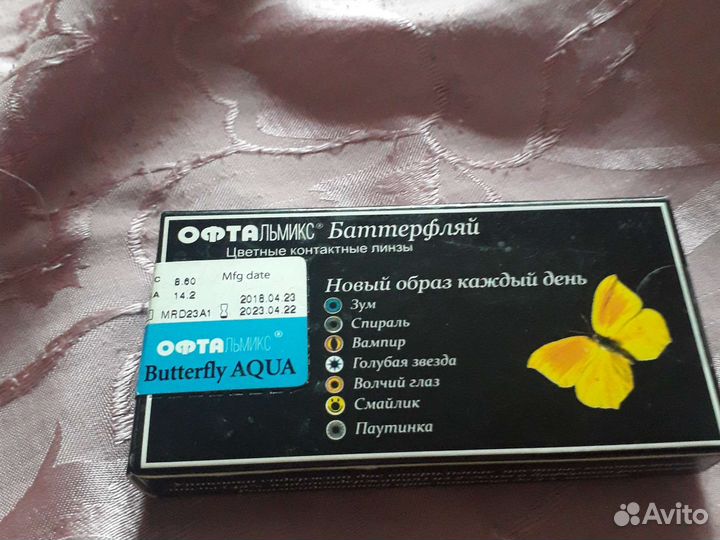 ОФТАЛЬМИКС® Баттерфляй
Цветные контактные линзы
Новый образ каждый день
Зум
Спираль
Вампир
Голубая звезда
Волчий глаз
Смайлик
Паутинка
C 8.60 Mfg date
A 14.2 2018.04.23
MRD23A1 2023.04.22
ОФТАЛЬМИКС®
Butterfly AQUA
Avito